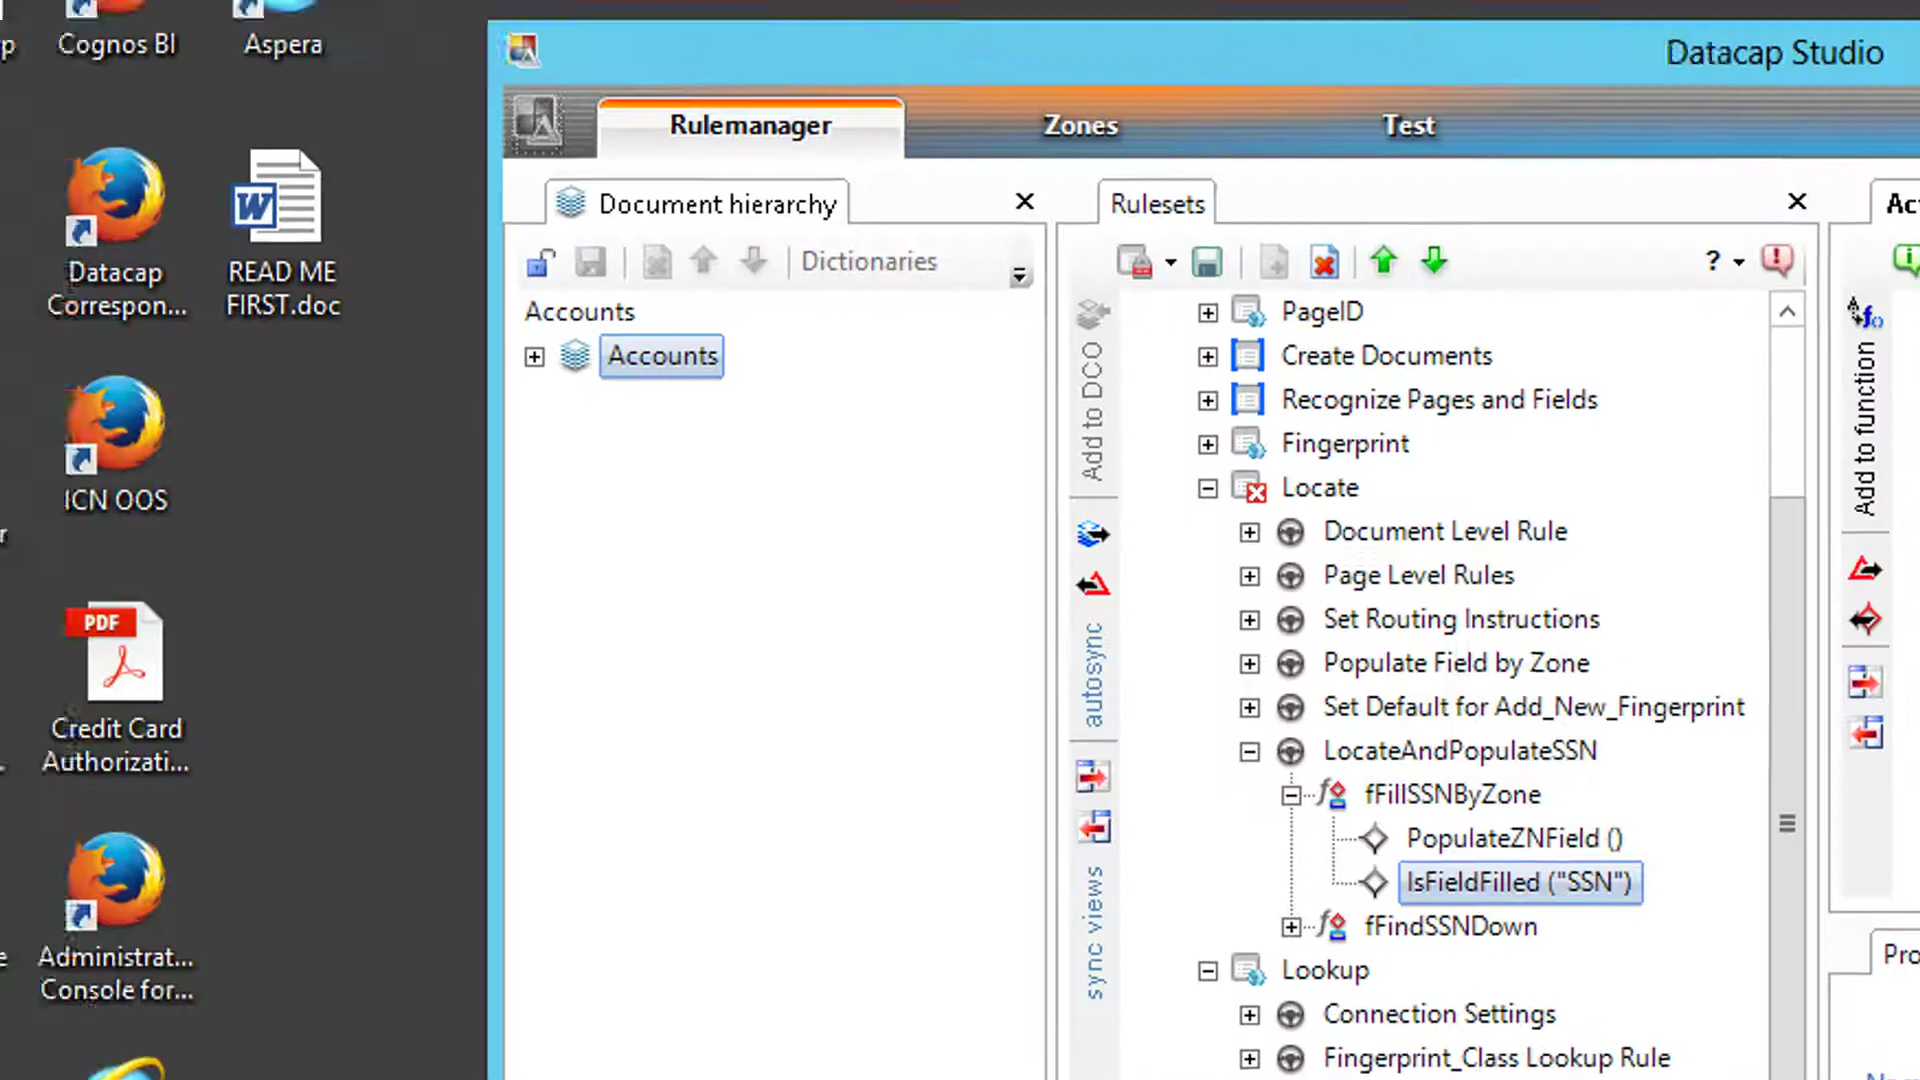 Cognos BI
Aspera
Datacap
Correspon...
READ ME
FIRST.doc
ICN OOS
PDF
Credit Card
Authorizati...
Administrat...
Console for...
Datacap Studio
Rulemanager
Zones
Test
Document hierarchy
Dictionaries
Accounts
Accounts
Rulesets
?
Add to DCO
autosync
sync views
PageID
Create Documents
Recognize Pages and Fields
Fingerprint
Locate
Document Level Rule
Page Level Rules
Set Routing Instructions
Populate Field by Zone
Set Default for Add_New_Fingerprint
LocateAndPopulateSSN
fFillSSNByZone
PopulateZNField ()
IsFieldFilled ("SSN")
fFindSSNDown
Lookup
Connection Settings
Fingerprint_Class Lookup Rule
Add to function